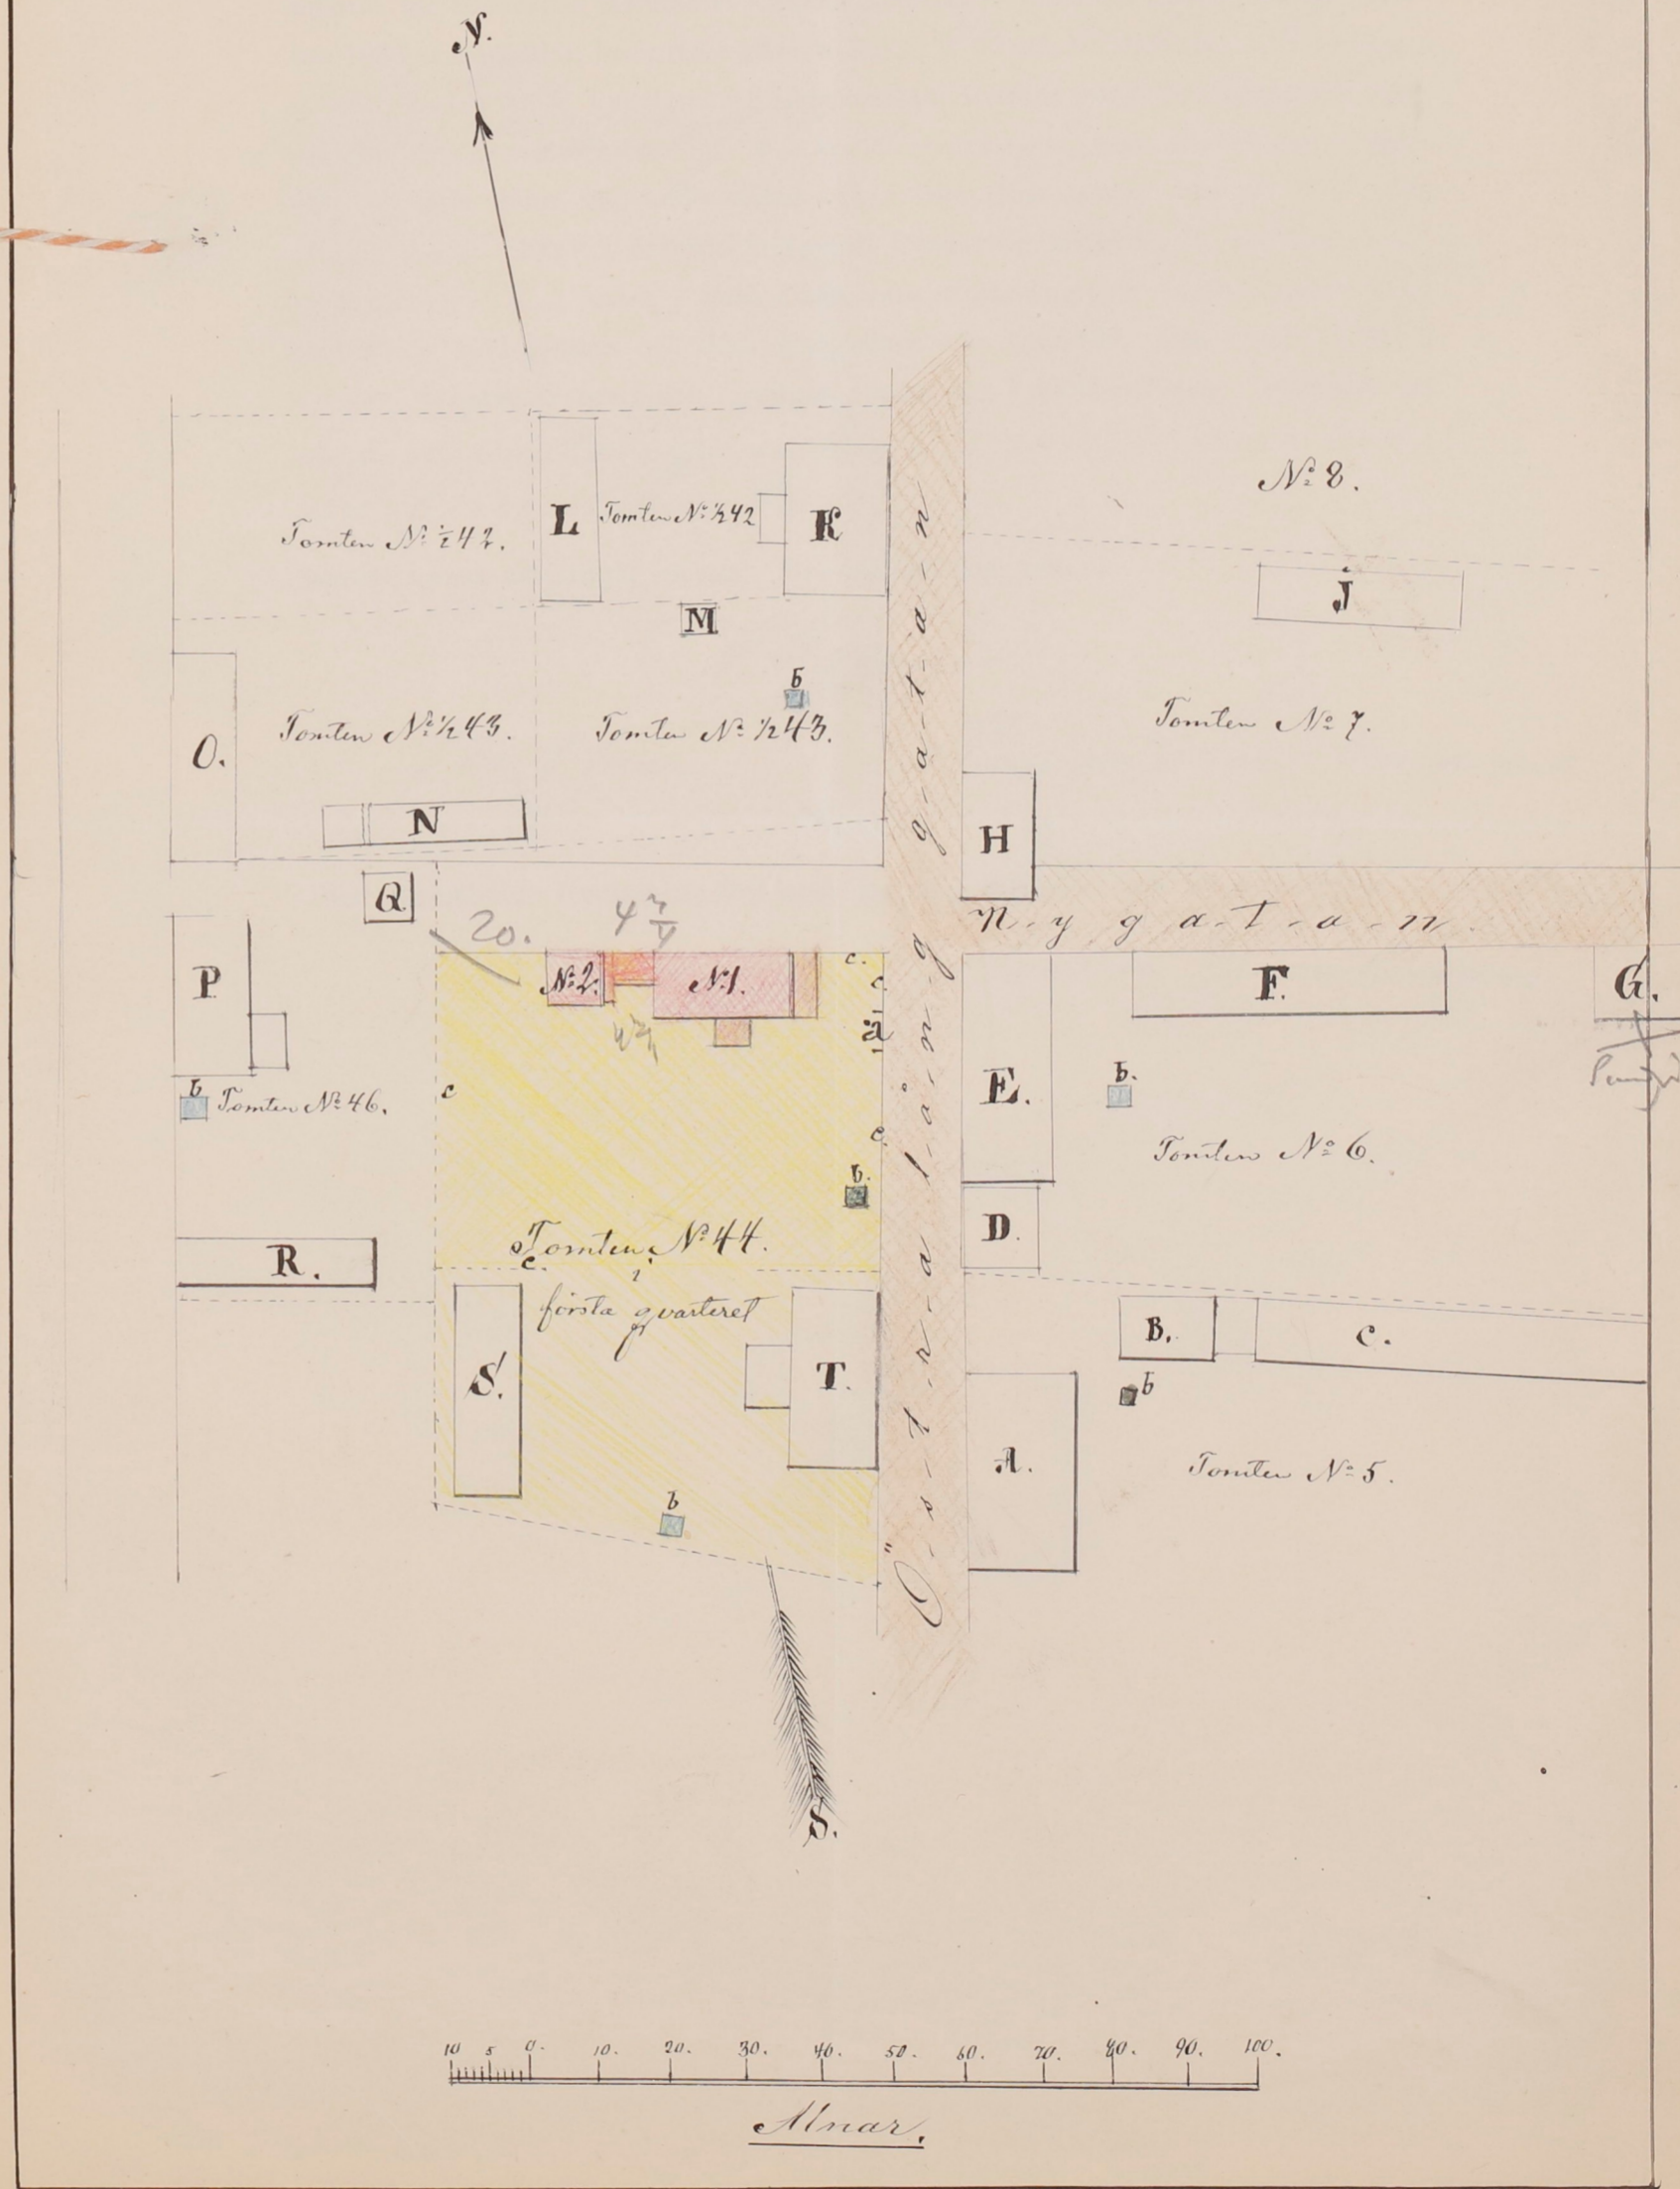 N.
Tomten № ½ 42.
L
Tomten № ½ 42
K
№ 8.
J
M
b
O.
Tomten № ½ 43.
Tomten № ½ 43.
Tomten № 7.
N
H
Q
20.
4 3/4
Nygatan.
P
№ 2.
№ 1.
c.
c.
a
F.
G.
E.
b.
b
Tomten № 46.
c
c.
b.
Tomten № 6.
D.
R.
Tomten № 44.
c.
i
första qvarteret
S.
T.
B.
C.
b
A.
Tomten № 5.
b
Östra långgatan
S.
10 5 0. 10. 20. 30. 40. 50. 60. 70. 80. 90. 100.
Alnar.